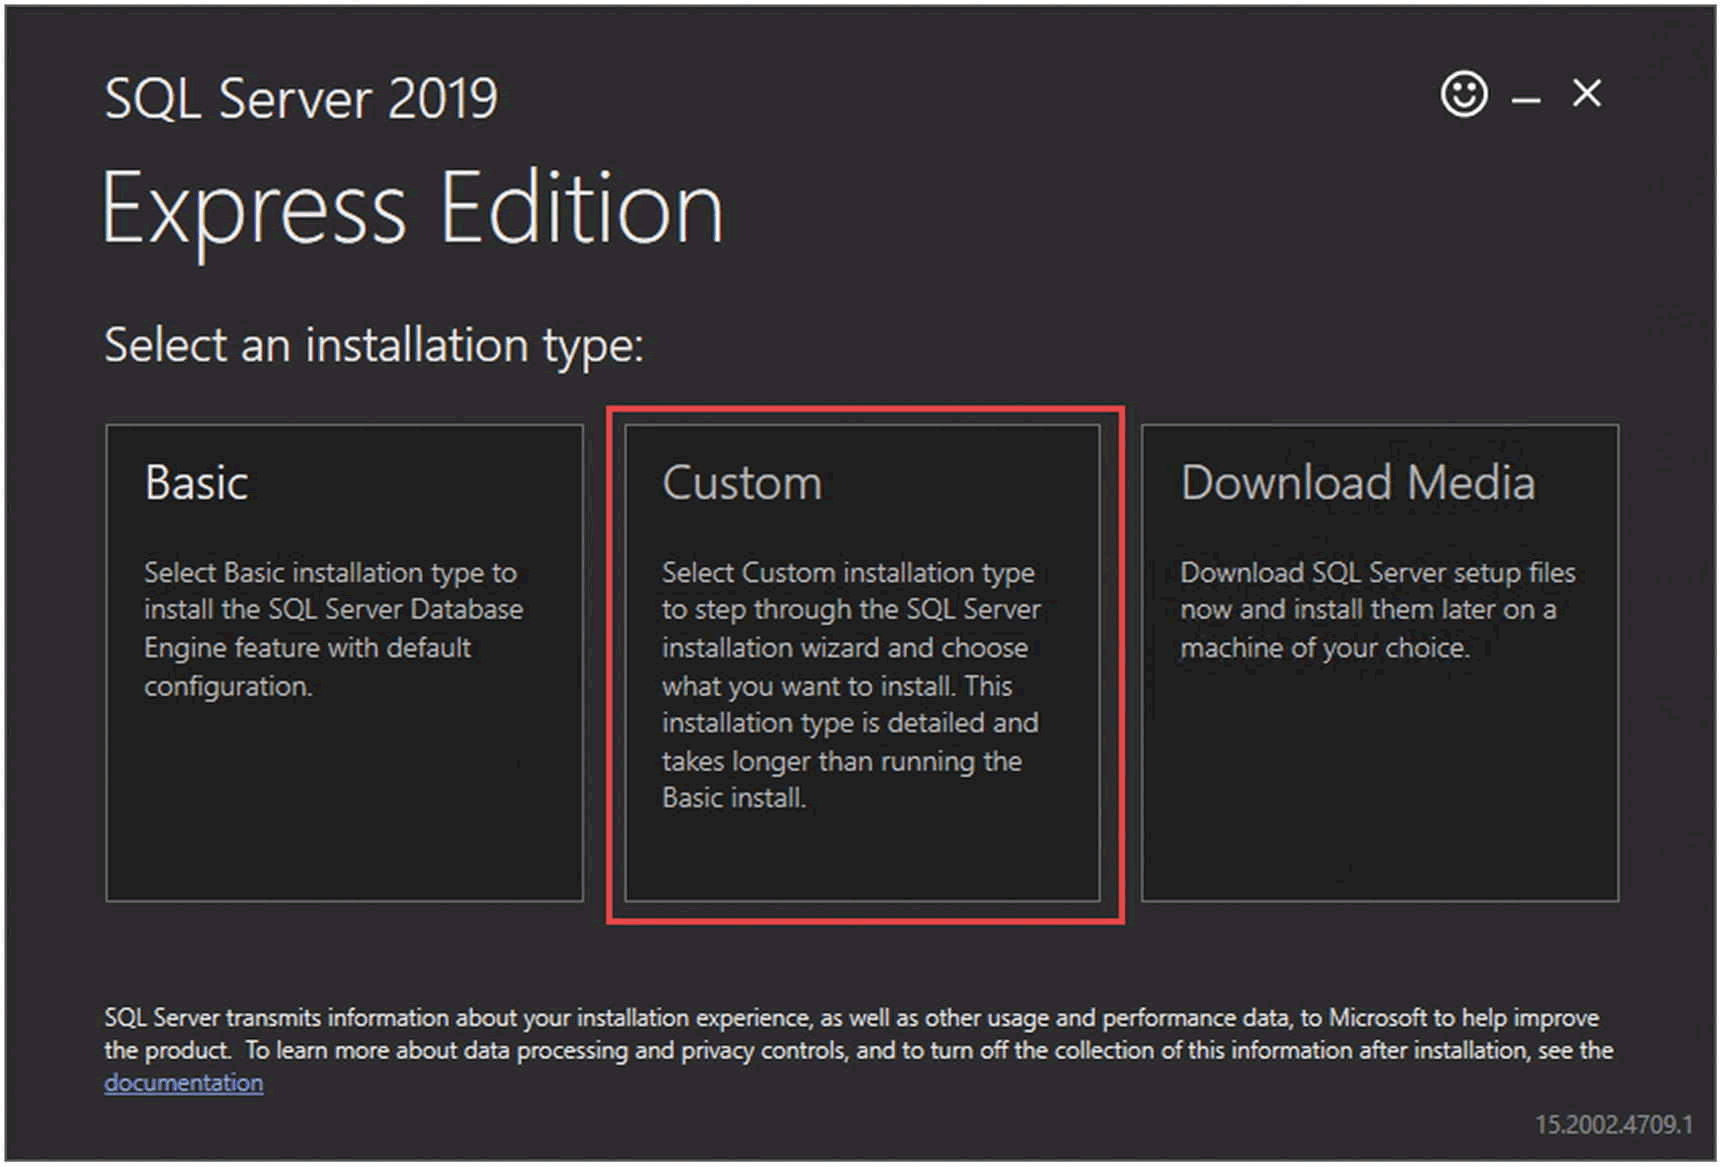 SQL Server 2019
Express Edition
Select an installation type:
Basic
Select Basic installation type to
install the SQL Server Database
Engine feature with default
configuration.
Custom
Select Custom installation type
to step through the SQL Server
installation wizard and choose
what you want to install. This
installation type is detailed and
takes longer than running the
Basic install.
Download Media
Download SQL Server setup files
now and install them later on a
machine of your choice.
SQL Server transmits information about your installation experience, as well as other usage and performance data, to Microsoft to help improve
the product.  To learn more about data processing and privacy controls, and to turn off the collection of this information after installation, see the
documentation
15.2002.4709.1